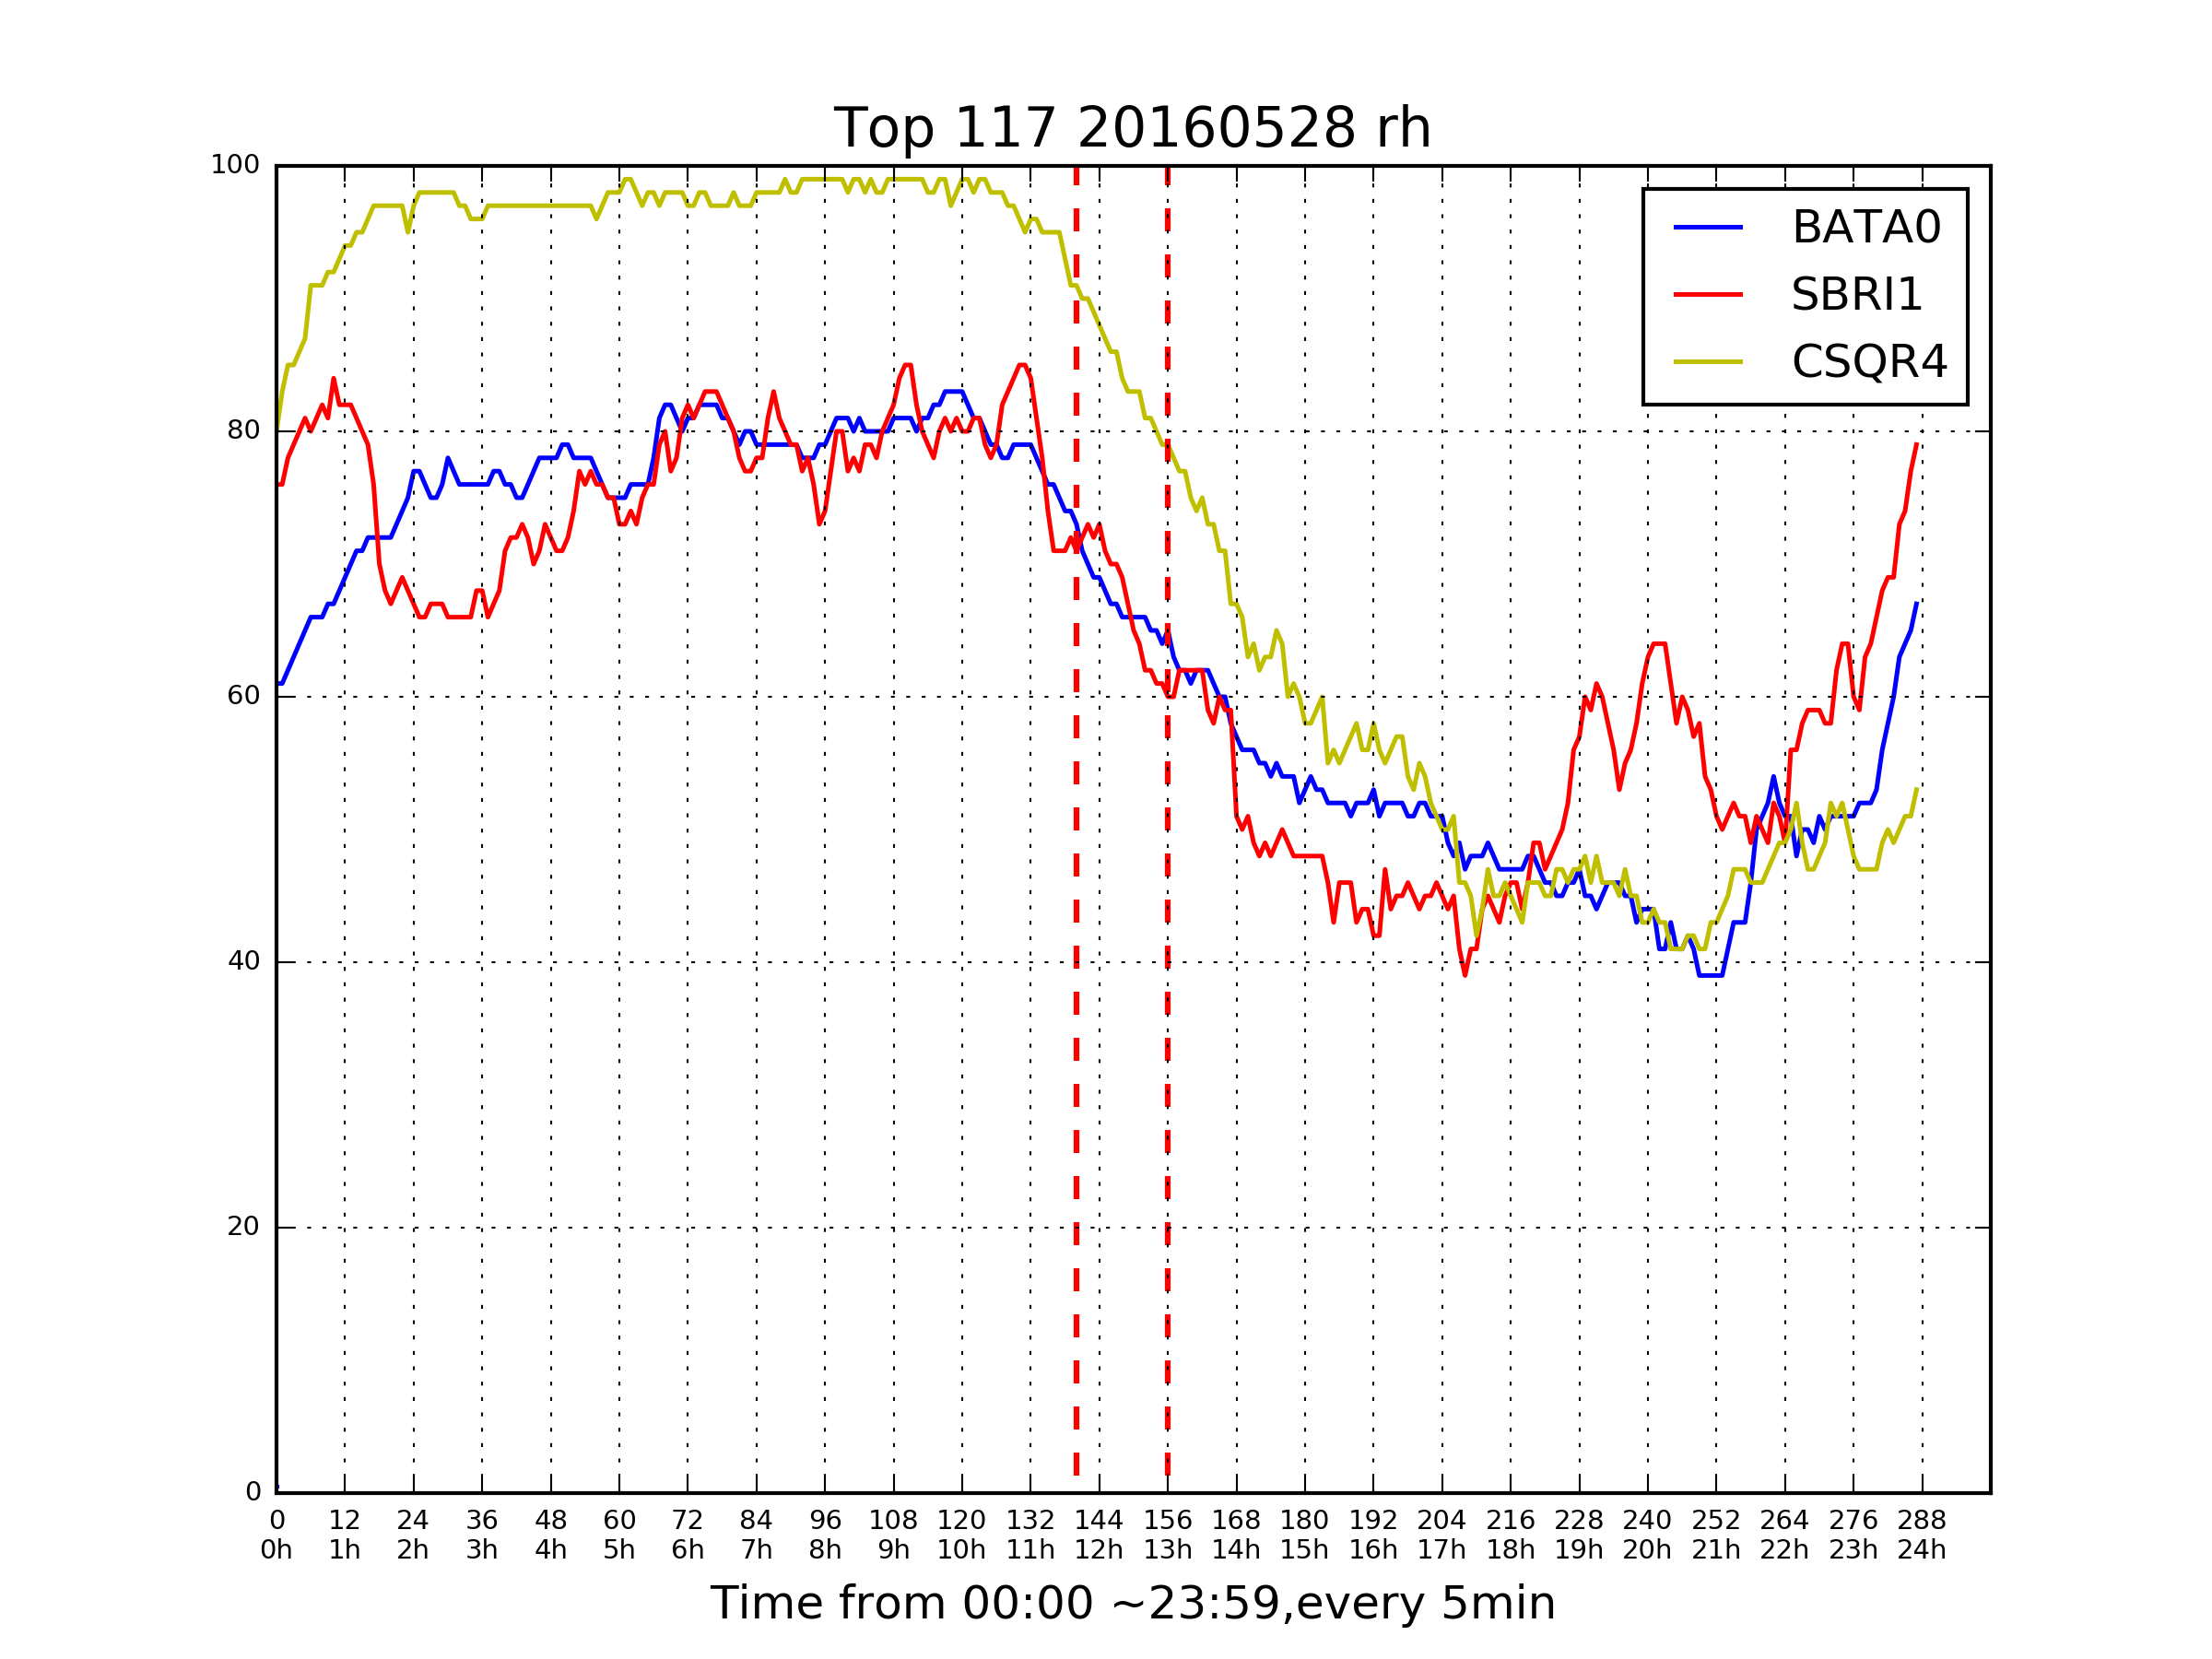 Top 117 20160528 rh
100
80
60
40
20
0
BATA0
SBRI1
CSQR4
0 12 24 36 48 60 72 84 96 108 120 132 144 156 168 180 192 204 216 228 240 252 264 276 288
0h 1h 2h 3h 4h 5h 6h 7h 8h 9h 10h 11h 12h 13h 14h 15h 16h 17h 18h 19h 20h 21h 22h 23h 24h
Time from 00:00 ~23:59,every 5min